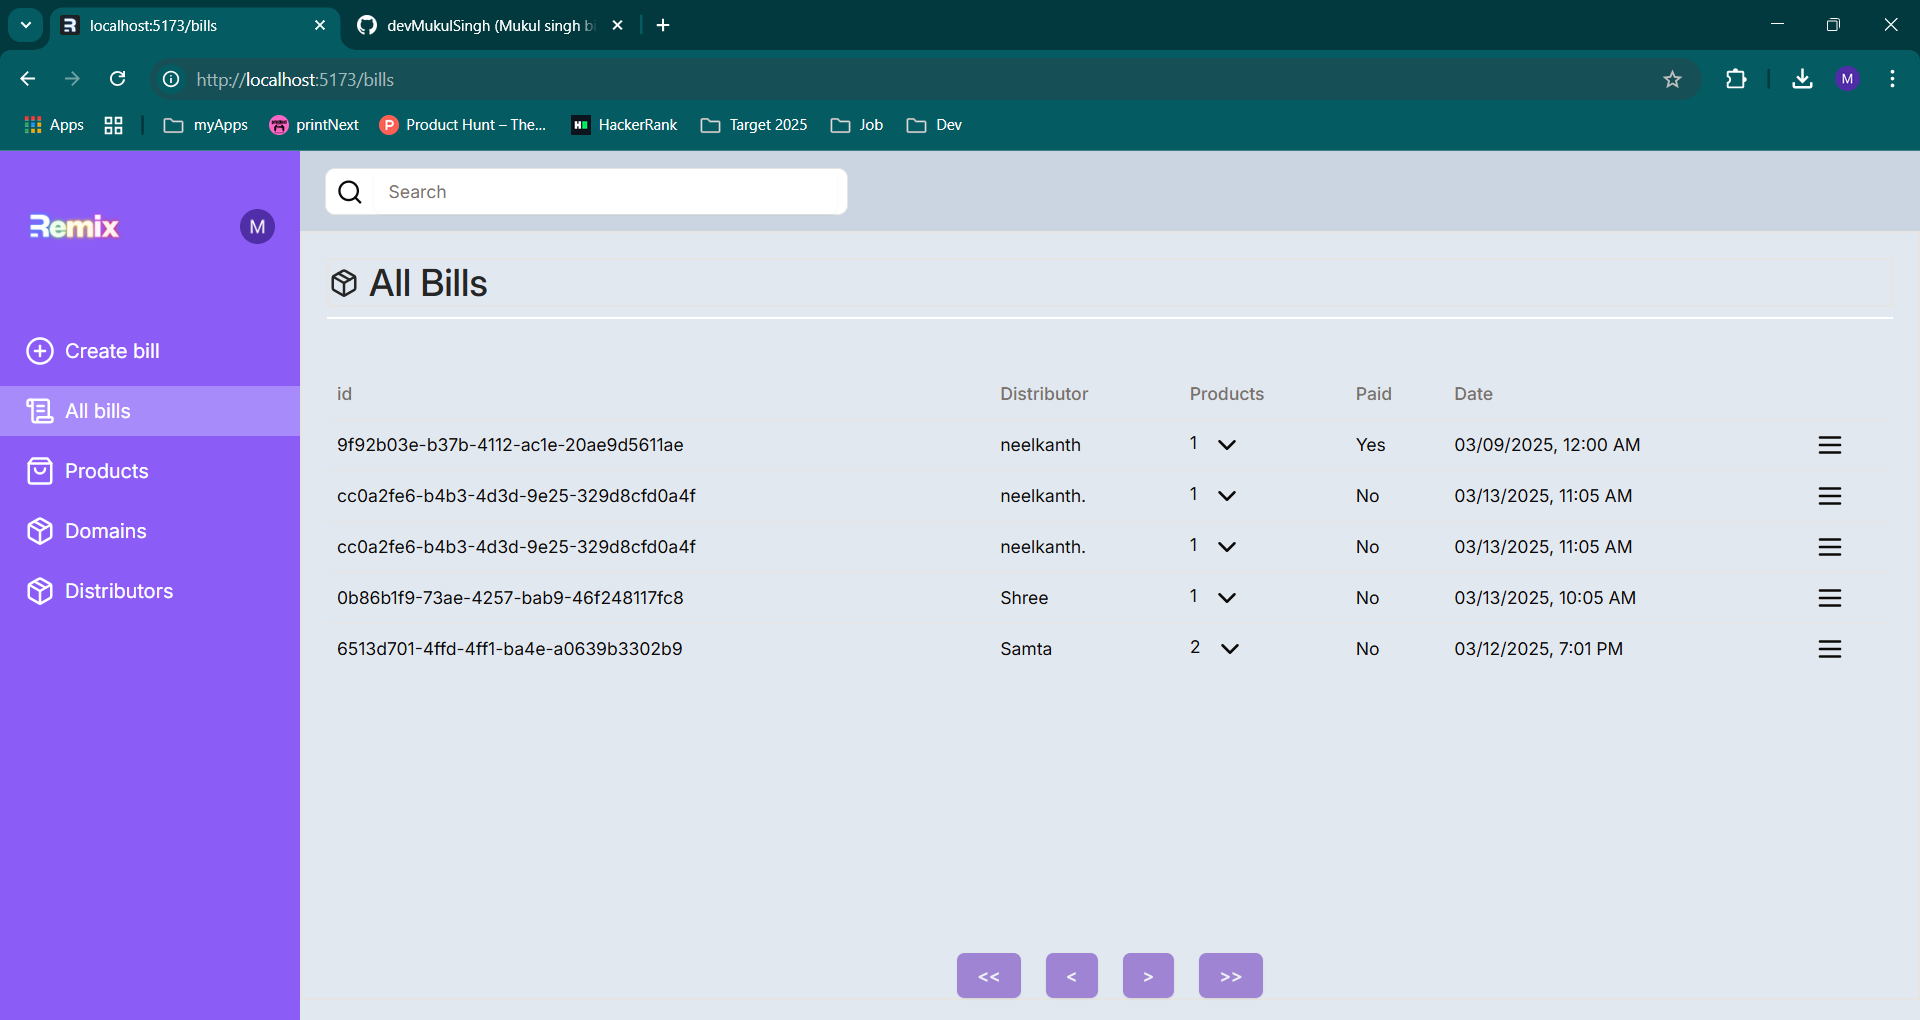 localhost:5173/bills
devMukulSingh (Mukul singh bi
http://localhost:5173/bills
M
Apps
myApps
printNext
Product Hunt – The...
HackerRank
Target 2025
Job
Dev
Remix
M
Create bill
All bills
Products
Domains
Distributors
Search
All Bills
id Distributor Products Paid Date
9f92b03e-b37b-4112-ac1e-20ae9d5611ae neelkanth 1 Yes 03/09/2025, 12:00 AM
cc0a2fe6-b4b3-4d3d-9e25-329d8cfd0a4f neelkanth. 1 No 03/13/2025, 11:05 AM
cc0a2fe6-b4b3-4d3d-9e25-329d8cfd0a4f neelkanth. 1 No 03/13/2025, 11:05 AM
0b86b1f9-73ae-4257-bab9-46f248117fc8 Shree 1 No 03/13/2025, 10:05 AM
6513d701-4ffd-4ff1-ba4e-a0639b3302b9 Samta 2 No 03/12/2025, 7:01 PM
<< < > >>